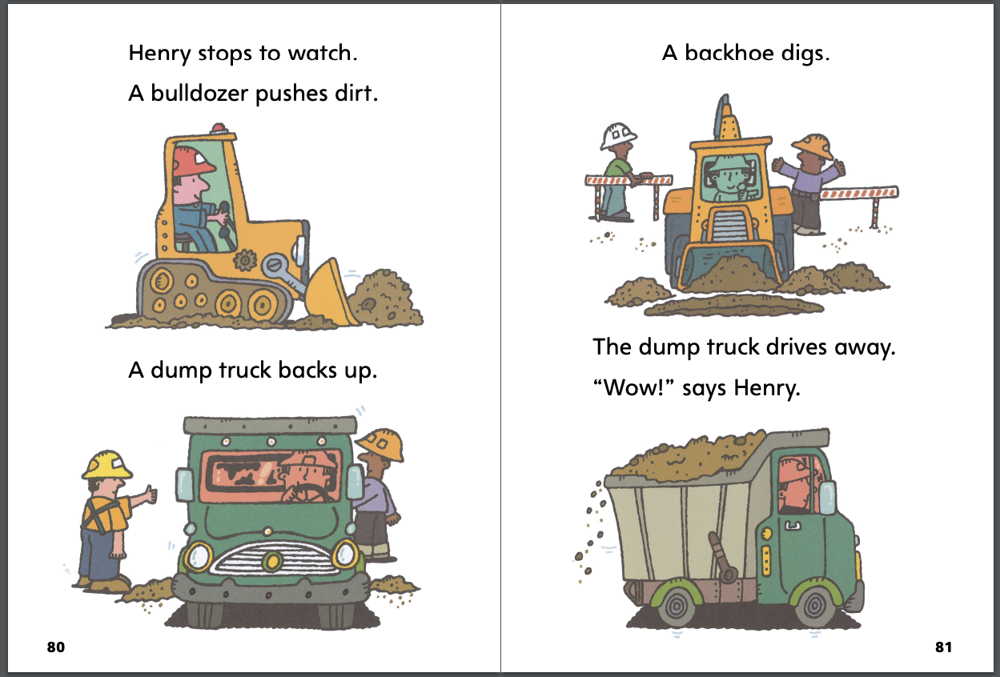 Henry stops to watch.
A bulldozer pushes dirt.
A dump truck backs up.
80
A backhoe digs.
The dump truck drives away.
“Wow!” says Henry.
81